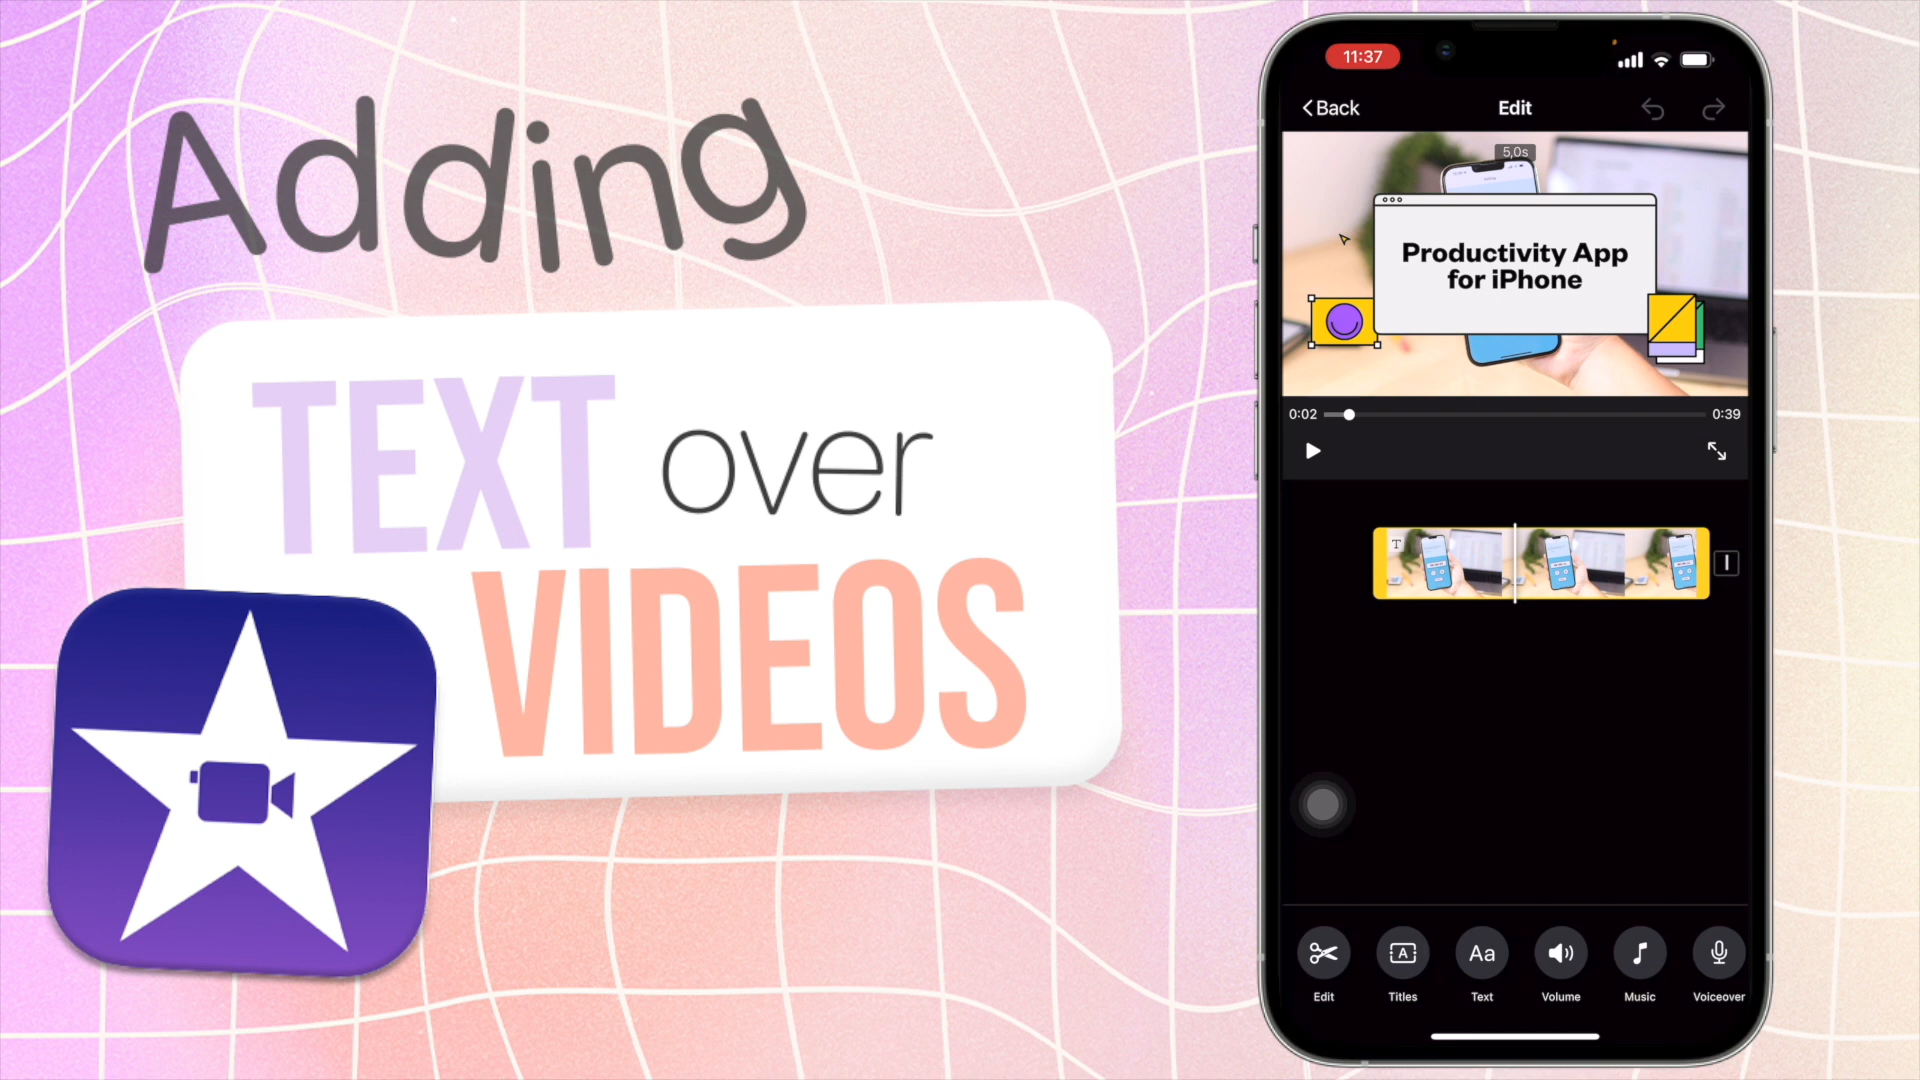 Adding
TEXT over
VIDEOS
11:37
Back
Edit
5,0s
Productivity App
for iPhone
0:02
0:39
T
A
Aa
Edit
Titles
Text
Volume
Music
Voiceover